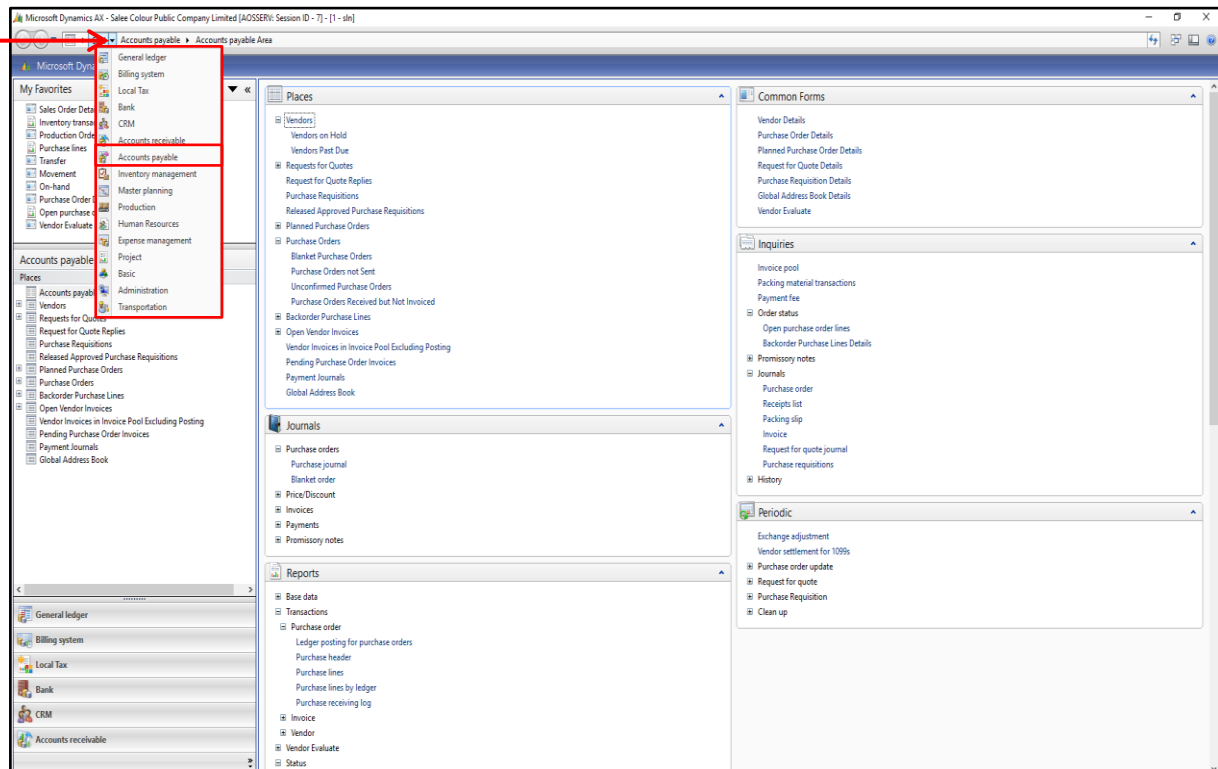 Microsoft Dynamics AX - Salee Colour Public Company Limited [AOSSERV: Session ID - 7] - [1 - sln]
Accounts payable ▸ Accounts payable Area
Microsoft Dyna
My Favorites
Sales Order Deta
Inventory transa
Production Orde
Purchase lines
Transfer
Movement
On-hand
Purchase Order
Open purchase
Vendor Evaluate
General ledger
Billing system
Local Tax
Bank
CRM
Accounts receivable
Accounts payable
Inventory management
Master planning
Production
Human Resources
Expense management
Project
Basic
Administration
Transportation
Accounts payable
Places
Accounts payabl
Vendors
Requests for Quotes
Request for Quote Replies
Purchase Requisitions
Released Approved Purchase Requisitions
Planned Purchase Orders
Purchase Orders
Backorder Purchase Lines
Open Vendor Invoices
Vendor Invoices in Invoice Pool Excluding Posting
Pending Purchase Order Invoices
Payment Journals
Global Address Book
General ledger
Billing system
Local Tax
Bank
CRM
Accounts receivable
Places
Vendors
Vendors on Hold
Vendors Past Due
Requests for Quotes
Request for Quote Replies
Purchase Requisitions
Released Approved Purchase Requisitions
Planned Purchase Orders
Purchase Orders
Blanket Purchase Orders
Purchase Orders not Sent
Unconfirmed Purchase Orders
Purchase Orders Received but Not Invoiced
Backorder Purchase Lines
Open Vendor Invoices
Vendor Invoices in Invoice Pool Excluding Posting
Pending Purchase Order Invoices
Payment Journals
Global Address Book
Journals
Purchase orders
Purchase journal
Blanket order
Price/Discount
Invoices
Payments
Promissory notes
Reports
Base data
Transactions
Purchase order
Ledger posting for purchase orders
Purchase header
Purchase lines
Purchase lines by ledger
Purchase receiving log
Invoice
Vendor
Vendor Evaluate
Status
Common Forms
Vendor Details
Purchase Order Details
Planned Purchase Order Details
Request for Quote Details
Purchase Requisition Details
Global Address Book Details
Vendor Evaluate
Inquiries
Invoice pool
Packing material transactions
Payment fee
Order status
Open purchase order lines
Backorder Purchase Lines Details
Promissory notes
Journals
Purchase order
Receipts list
Packing slip
Invoice
Request for quote journal
Purchase requisitions
History
Periodic
Exchange adjustment
Vendor settlement for 1099s
Purchase order update
Request for quote
Purchase Requisition
Clean up